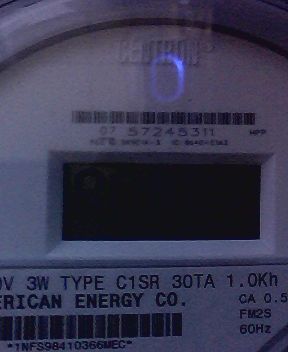 CENTRON®
07 57245311 MPP
0V 3W TYPE C1SR 30TA 1.0Kh
ERICAN ENERGY CO. CA 0.5
FM2S
*1NFS98410366MEC* 60Hz